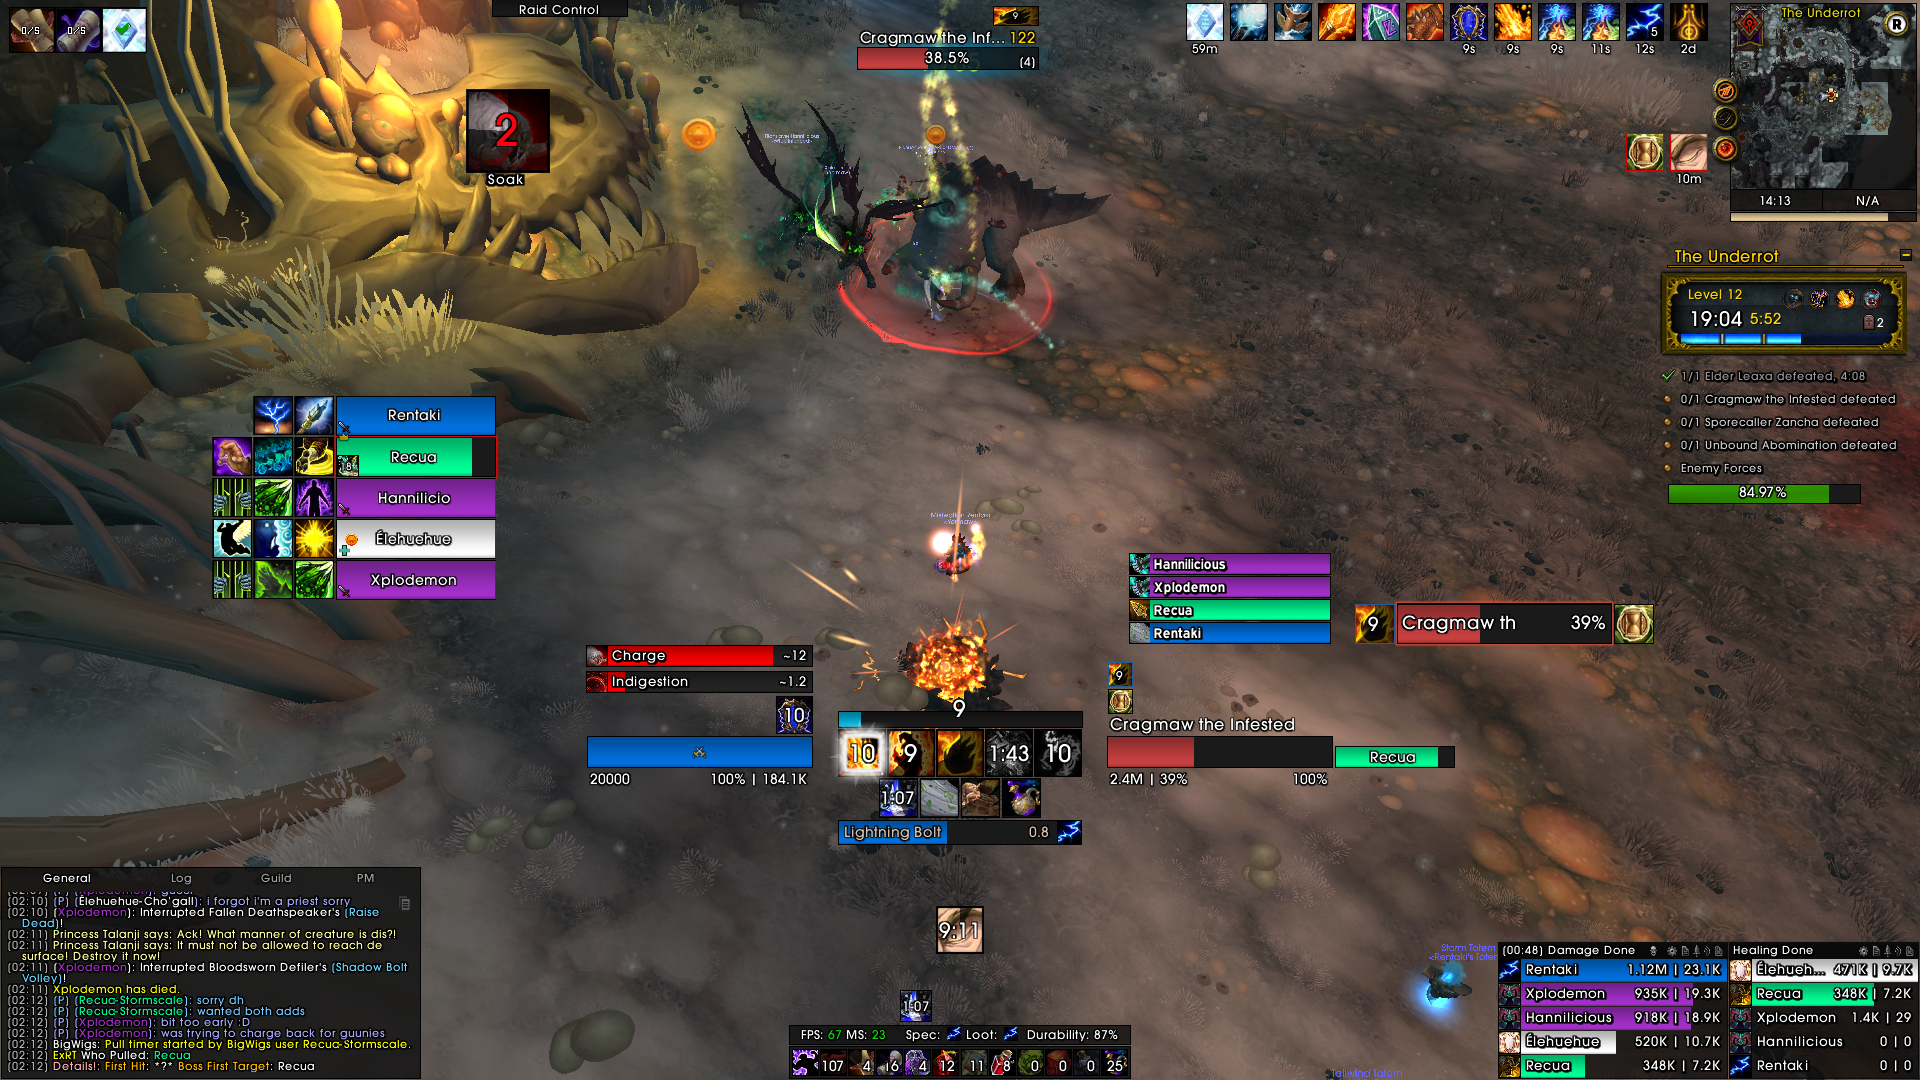 Raid Control
0/5
0/5
9
Cragmaw the Inf... 122
38.5%
(4)
59m
9s
9s
9s
11s
5
12s
2d
The Underrot
R
2
Soak
10m
14:13
N/A
The Underrot
Level 12
19:04 5:52
2
1/1 Elder Leaxa defeated, 4:08
0/1 Cragmaw the Infested defeated
0/1 Sporecaller Zancha defeated
0/1 Unbound Abomination defeated
Enemy Forces
84.97%
Rentaki
18
Recua
Hannilicio
Élehuehue
Xplodemon
Hannilicious
Xplodemon
Recua
Rentaki
9
Cragmaw th 39%
Charge ~12
Indigestion ~1.2
10
20000
100% | 184.1K
9
10
9
1:43
10
1:07
Lightning Bolt 0.8
9
Cragmaw the Infested
2.4M | 39%
100%
Recua
General
Log
Guild
PM
(02:10) (P) (Élehuehue-Cho'gall): i forgot i'm a priest sorry
(02:10) (Xplodemon): Interrupted Fallen Deathspeaker's (Raise
Dead)!
(02:11) Princess Talanji says: Ack! What manner of creature is dis?!
(02:11) Princess Talanji says: It must not be allowed to reach de
surface! Destroy it now!
(02:11) (Xplodemon): Interrupted Bloodsworn Defiler's (Shadow Bolt
Volley)!
(02:11) Xplodemon has died.
(02:12) (P) (Recua-Stormscale): sorry dh
(02:12) (P) (Recua-Stormscale): wanted both adds
(02:12) (P) (Xplodemon): bit too early :D
(02:12) (P) (Xplodemon): was trying to charge back for guunies
(02:12) BigWigs: Pull timer started by BigWigs user Recua-Stormscale.
(02:12) ExRT Who Pulled: Recua
(02:12) Details!: First Hit: *?* Boss First Target: Recua
9:11
1:07
FPS: 67 MS: 23 Spec: Loot: Durability: 87%
107
4
16
4
12
11
8
0
0
0
25
Storm Totem
<Rentaki's Totem
Tailwind Totem
(00:48) Damage Done
Rentaki 1.12M | 23.1K
Xplodemon 935K | 19.3K
Hannilicious 918K | 18.9K
Élehuehue 520K | 10.7K
Recua 348K | 7.2K
Healing Done
Élehueh... 471K | 9.7K
Recua 348K | 7.2K
Xplodemon 1.4K | 29
Hannilicious 0 | 0
Rentaki 0 | 0